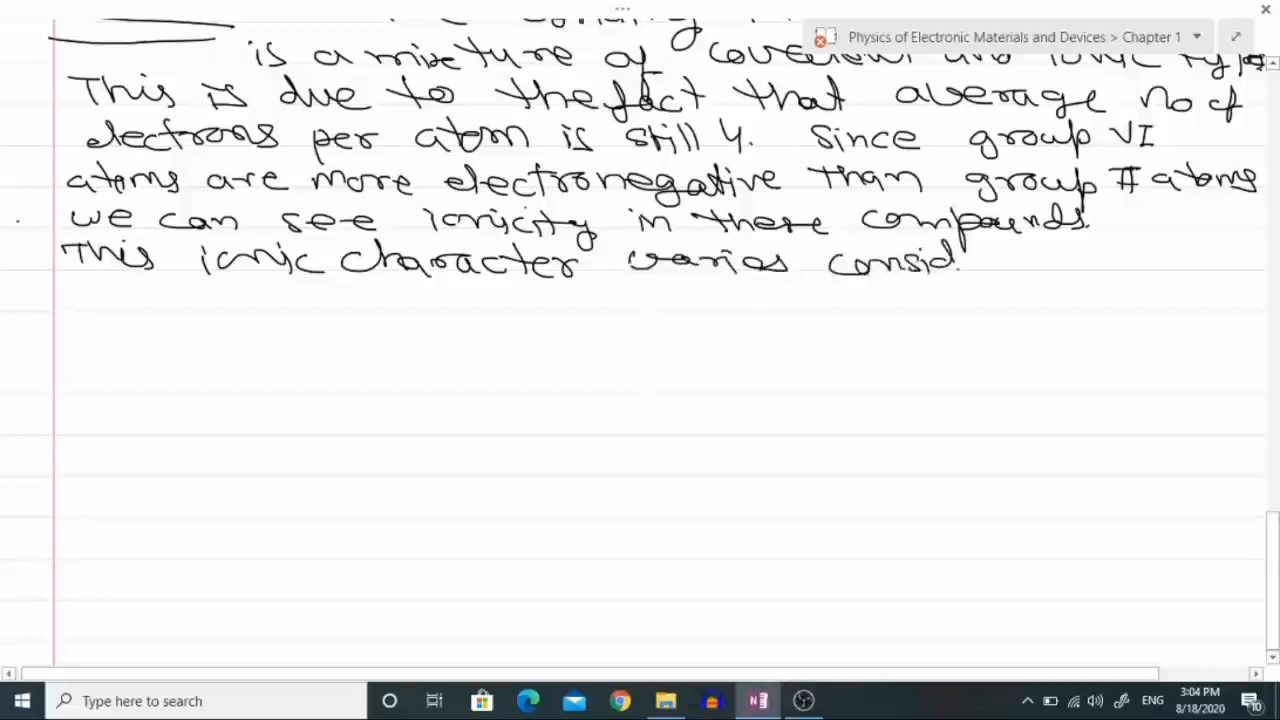 is a mixture of covalent and ionic type
Physics of Electronic Materials and Devices > Chapter 1
This is due to the fact that average no of
electrons per atom is still 4. Since group VI
atoms are more electronegative than group II atoms
we can see ionicity in these compounds.
This ionic character varies consid
Type here to search
ENG
3:04 PM
8/18/2020
10